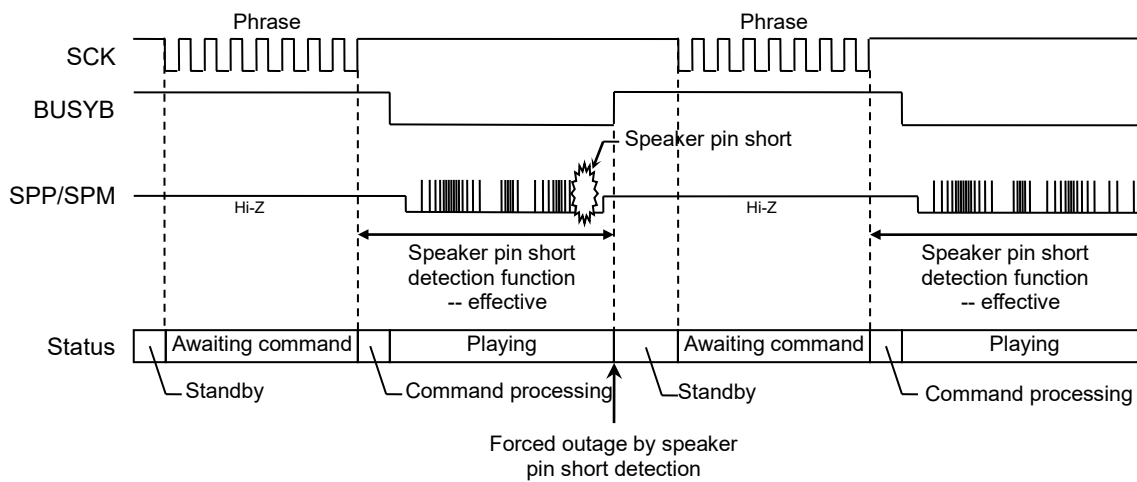 Phrase
Phrase
SCK
BUSYB
Speaker pin short
SPP/SPM
Hi-Z
Hi-Z
Speaker pin short
detection function
-- effective
Speaker pin short
detection function
-- effective
Status
Awaiting command
Playing
Awaiting command
Playing
Standby
Command processing
Standby
Command processing
Forced outage by speaker
pin short detection